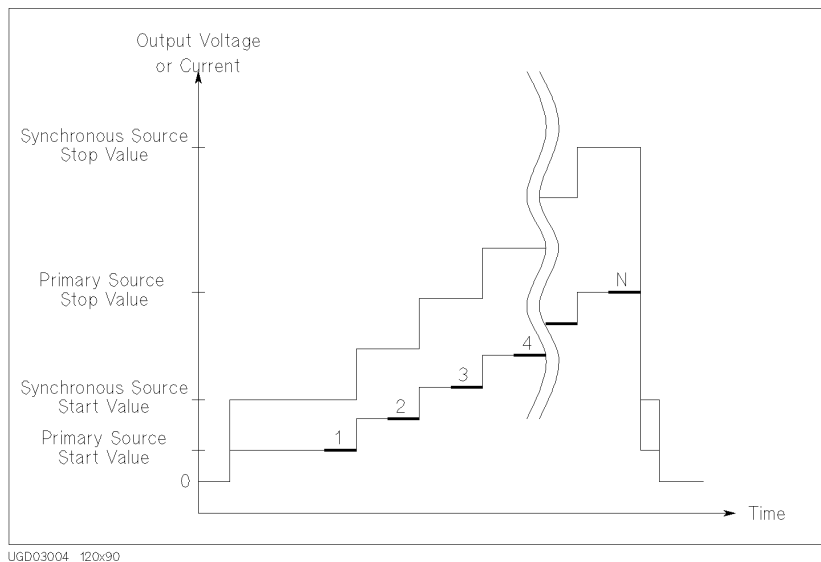 Output Voltage
or Current
Synchronous Source
Stop Value
Primary Source
Stop Value
N
4
Synchronous Source
Start Value
3
2
Primary Source
Start Value
1
0
Time
UGD03004 120x90